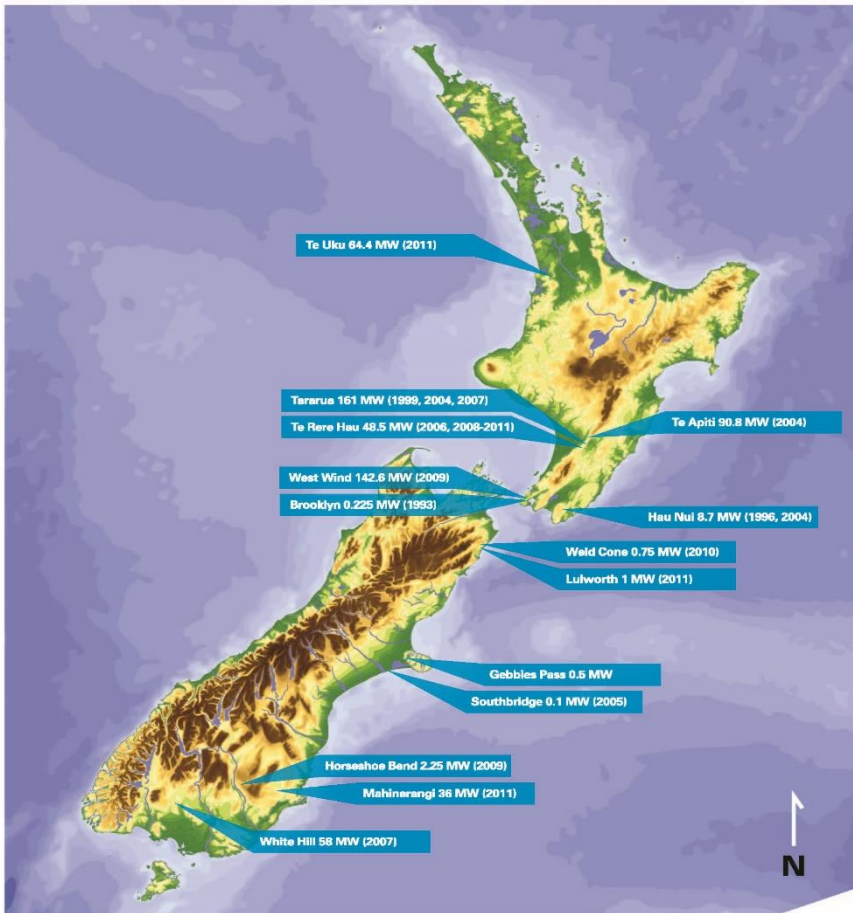 Te Uku 64.4 MW (2011)
Tararua 161 MW (1999, 2004, 2007)
Te Rere Hau 48.5 MW (2006, 2008-2011)
Te Apiti 90.8 MW (2004)
West Wind 142.6 MW (2009)
Brooklyn 0.225 MW (1993)
Hau Nui 8.7 MW (1996, 2004)
Weld Cone 0.75 MW (2010)
Lulworth 1 MW (2011)
Gebbies Pass 0.5 MW
Southbridge 0.1 MW (2005)
Horseshoe Bend 2.25 MW (2009)
Mahinerangi 36 MW (2011)
White Hill 58 MW (2007)
N